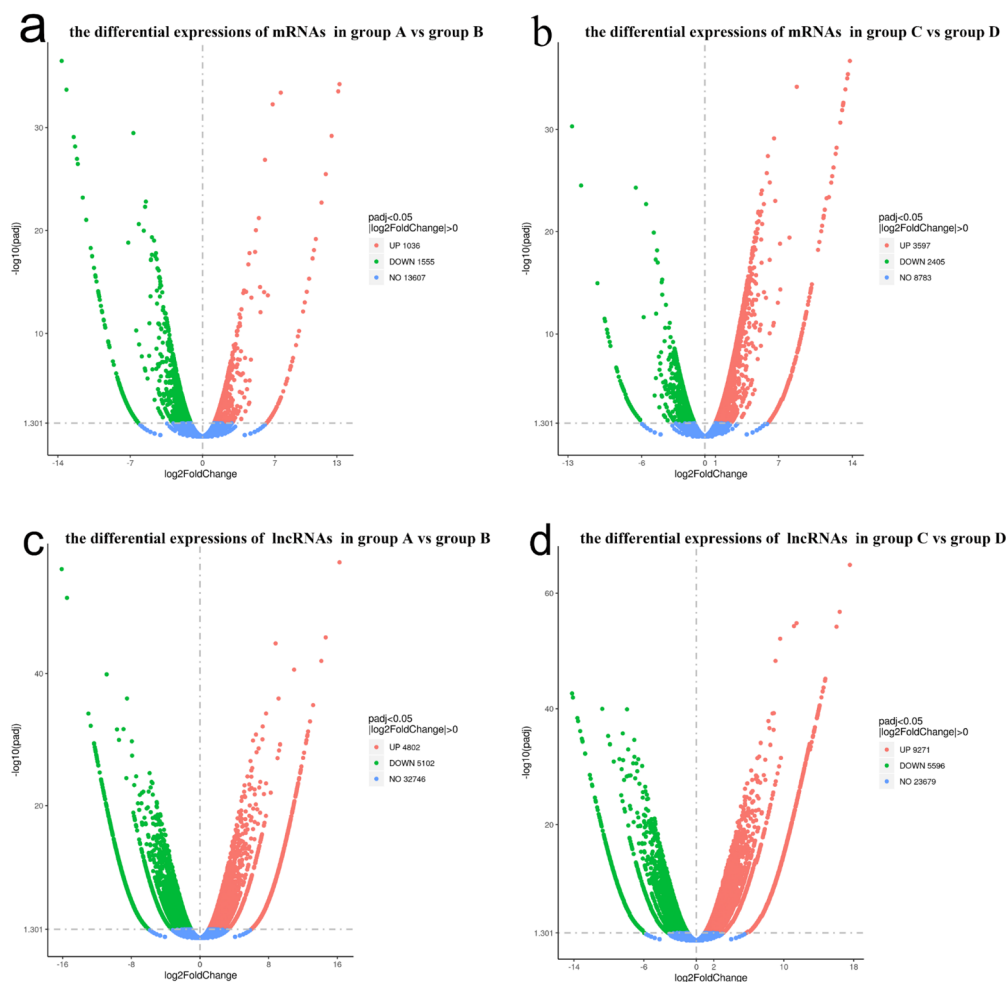 a
the differential expressions of mRNAs in group A vs group B
30
20
10
1.301
-log10(padj)
-14
-7
0
7
13
log2FoldChange
padj<0.05
|log2FoldChange|>0
UP 1036
DOWN 1555
NO 13607
b
the differential expressions of mRNAs in group C vs group D
30
20
10
1.301
-log10(padj)
-13
-6
0
1
7
14
log2FoldChange
padj<0.05
|log2FoldChange|>0
UP 3597
DOWN 2405
NO 8783
c
the differential expressions of lncRNAs in group A vs group B
40
20
1.301
-log10(padj)
-16
-8
0
8
16
log2FoldChange
padj<0.05
|log2FoldChange|>0
UP 4802
DOWN 5102
NO 32746
d
the differential expressions of lncRNAs in group C vs group D
60
40
20
1.301
-log10(padj)
-14
-6
0
2
10
18
log2FoldChange
padj<0.05
|log2FoldChange|>0
UP 9271
DOWN 5596
NO 23679